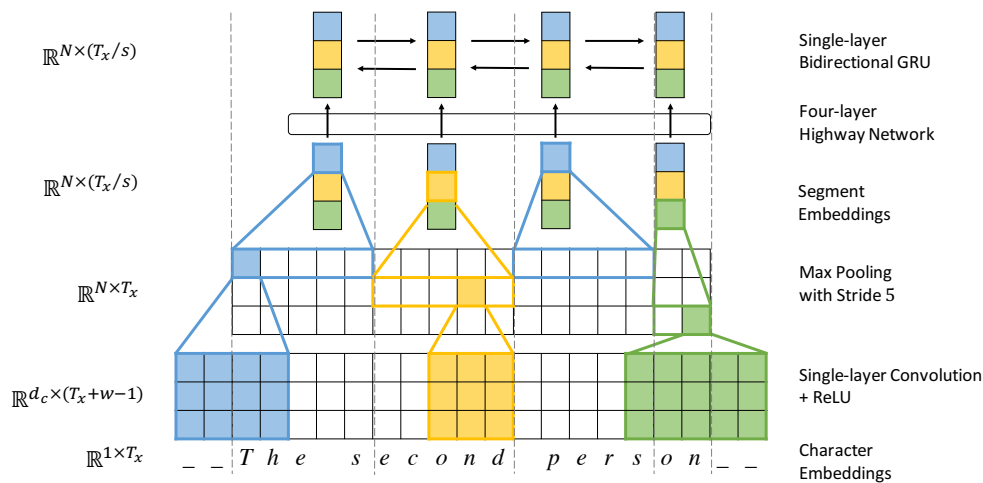 ℝ^{N×(T_x/s)}
Single-layer
Bidirectional GRU
Four-layer
Highway Network
ℝ^{N×(T_x/s)}
Segment
Embeddings
ℝ^{N×T_x}
Max Pooling
with Stride 5
ℝ^{d_c×(T_x+w−1)}
Single-layer Convolution
+ ReLU
ℝ^{1×T_x}
_ _ T h e s e c o n d p e r s o n _ _
Character
Embeddings